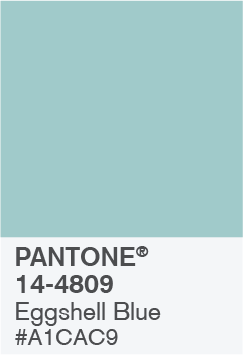 PANTONE®
14-4809
Eggshell Blue
#A1CAC9